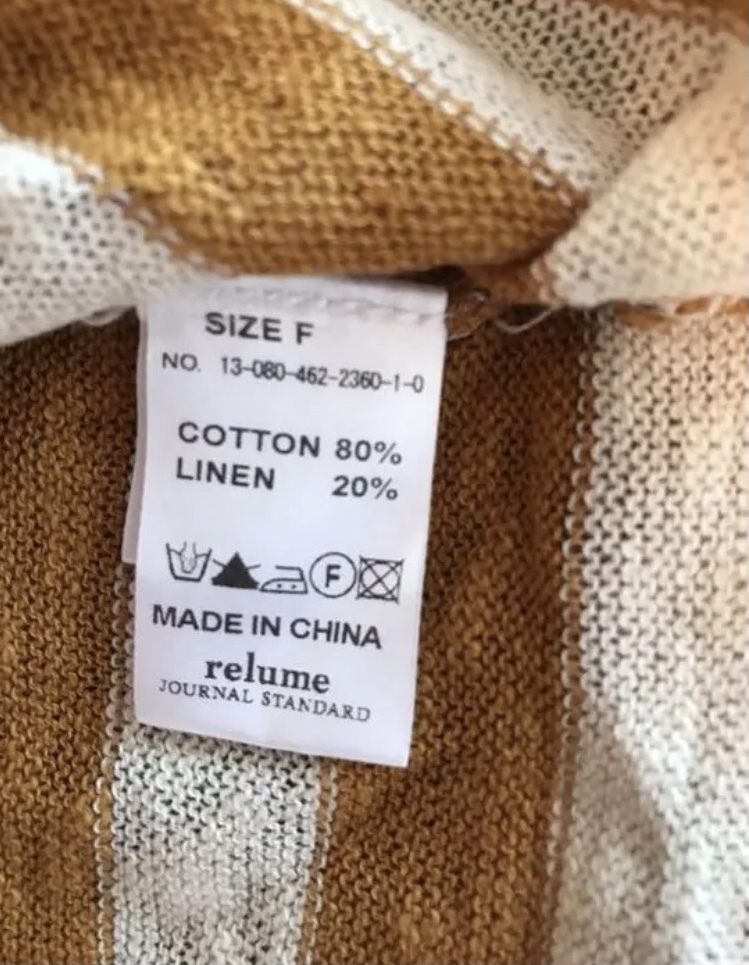 SIZE F
NO. 13-080-462-2360-1-0
COTTON 80%
LINEN 20%
F
MADE IN CHINA
relume
JOURNAL STANDARD